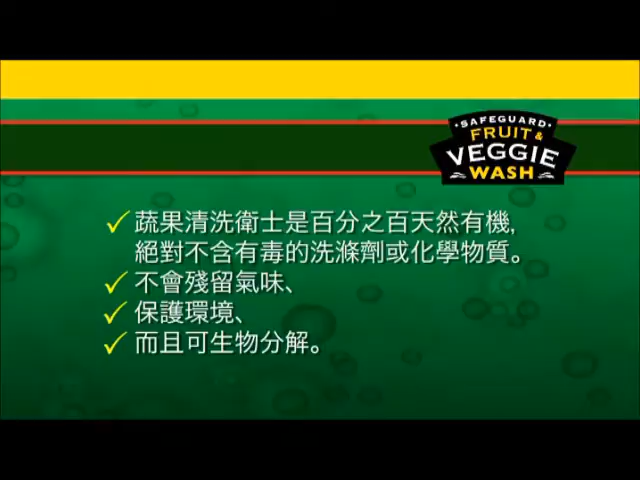 ·SAFEGUARD·
FRUIT &
VEGGIE
WASH
✓蔬果清洗衛士是百分之百天然有機,
絕對不含有毒的洗滌劑或化學物質。
✓不會殘留氣味、
✓保護環境、
✓而且可生物分解。